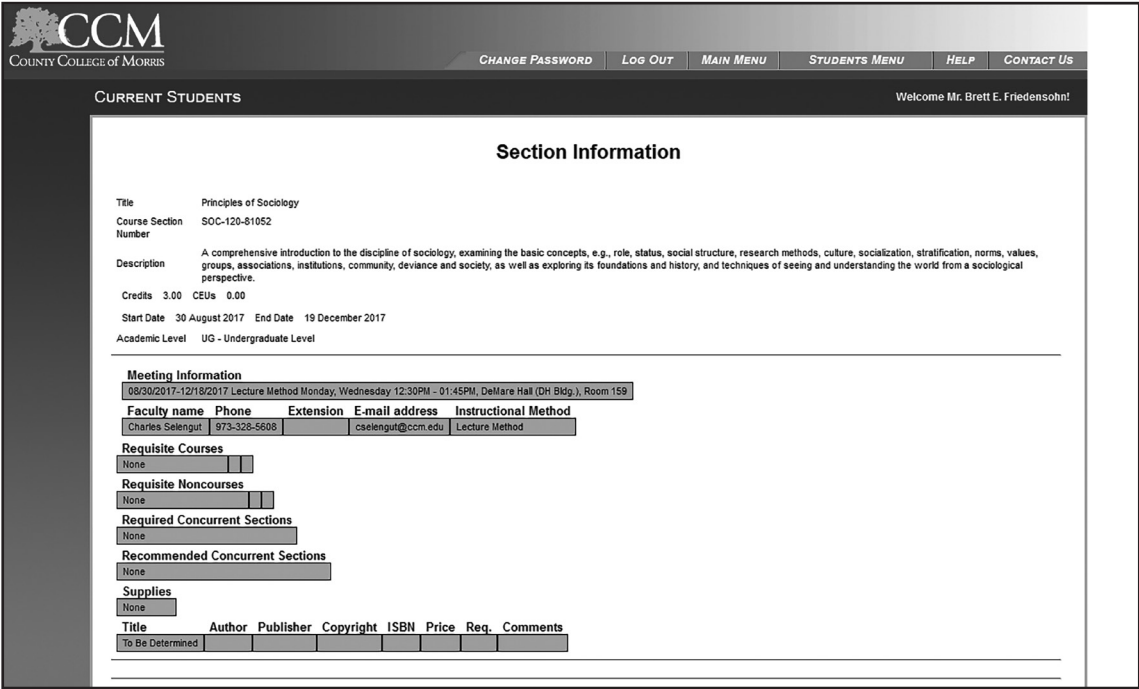 CCM
COUNTY COLLEGE OF MORRIS
CHANGE PASSWORD LOG OUT MAIN MENU STUDENTS MENU HELP CONTACT US
CURRENT STUDENTS Welcome Mr. Brett E. Friedensohn!
Section Information
Title Principles of Sociology
Course Section Number SOC-120-81052
Description A comprehensive introduction to the discipline of sociology, examining the basic concepts, e.g., role, status, social structure, research methods, culture, socialization, stratification, norms, values,
groups, associations, institutions, community, deviance and society, as well as exploring its foundations and history, and techniques of seeing and understanding the world from a sociological
perspective.
Credits 3.00 CEUs 0.00
Start Date 30 August 2017 End Date 19 December 2017
Academic Level UG - Undergraduate Level
Meeting Information
08/30/2017-12/18/2017 Lecture Method Monday, Wednesday 12:30PM - 01:45PM, DeMare Hall (DH Bldg.), Room 159
Faculty name Phone Extension E-mail address Instructional Method
Charles Selengut 973-328-5608 cselengut@ccm.edu Lecture Method
Requisite Courses
None
Requisite Noncourses
None
Required Concurrent Sections
None
Recommended Concurrent Sections
None
Supplies
None
Title Author Publisher Copyright ISBN Price Req. Comments
To Be Determined